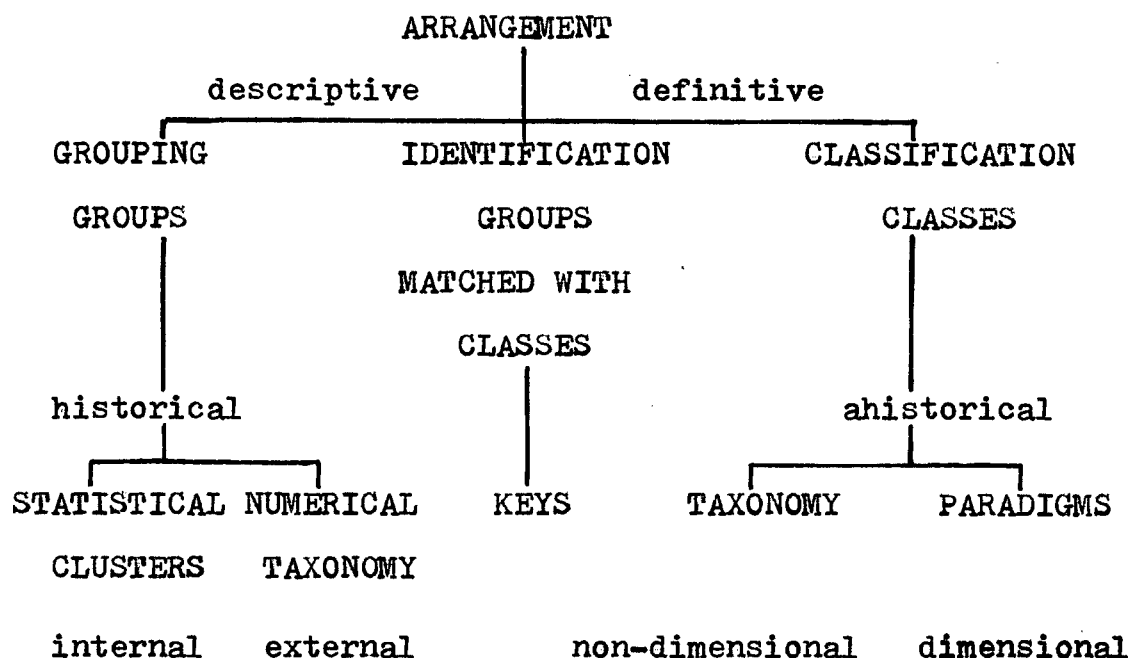 ARRANGEMENT
descriptive definitive
GROUPING IDENTIFICATION CLASSIFICATION
GROUPS GROUPS CLASSES
MATCHED WITH
CLASSES
historical ahistorical
STATISTICAL NUMERICAL KEYS TAXONOMY PARADIGMS
CLUSTERS TAXONOMY
internal external non-dimensional dimensional